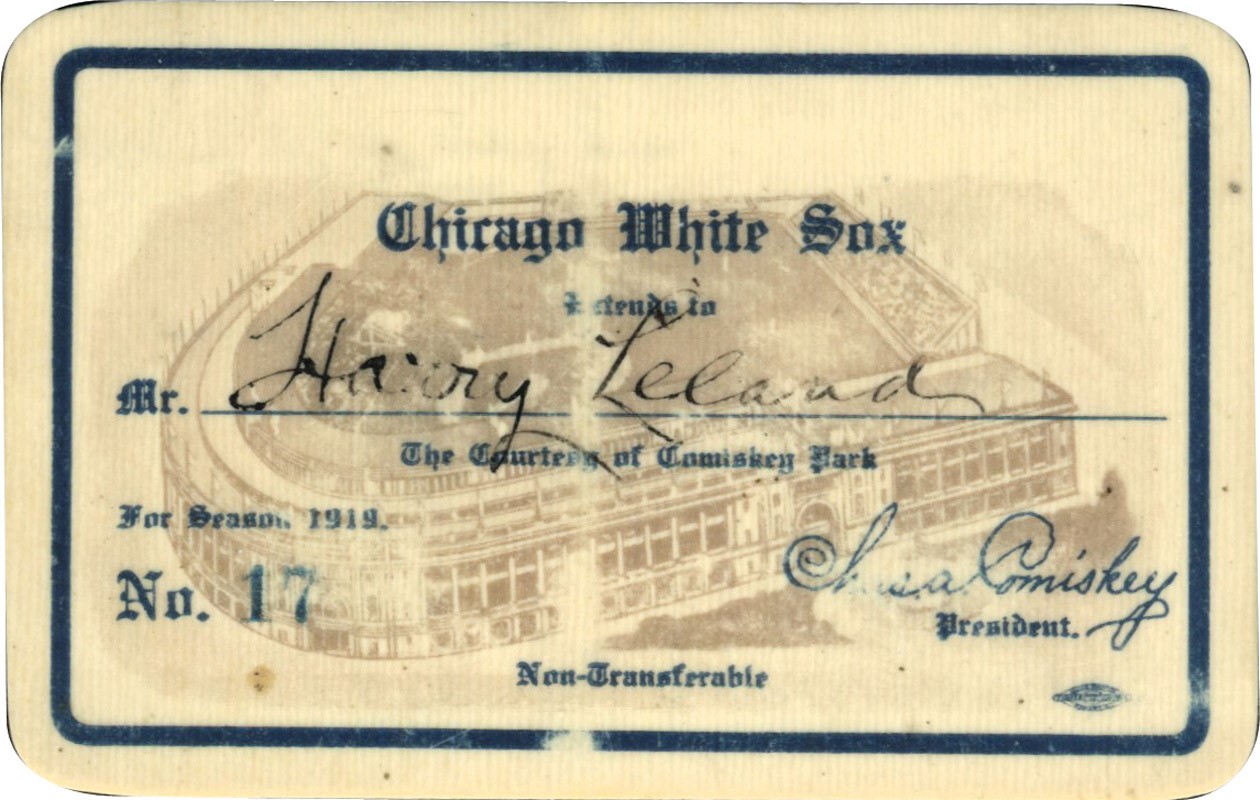 Chicago White Sox
Extends to
Mr. Harry Leland
The Courtesy of Comiskey Park
For Season 1919.
No. 17
Chas a Comiskey
President.
Non-Transferable